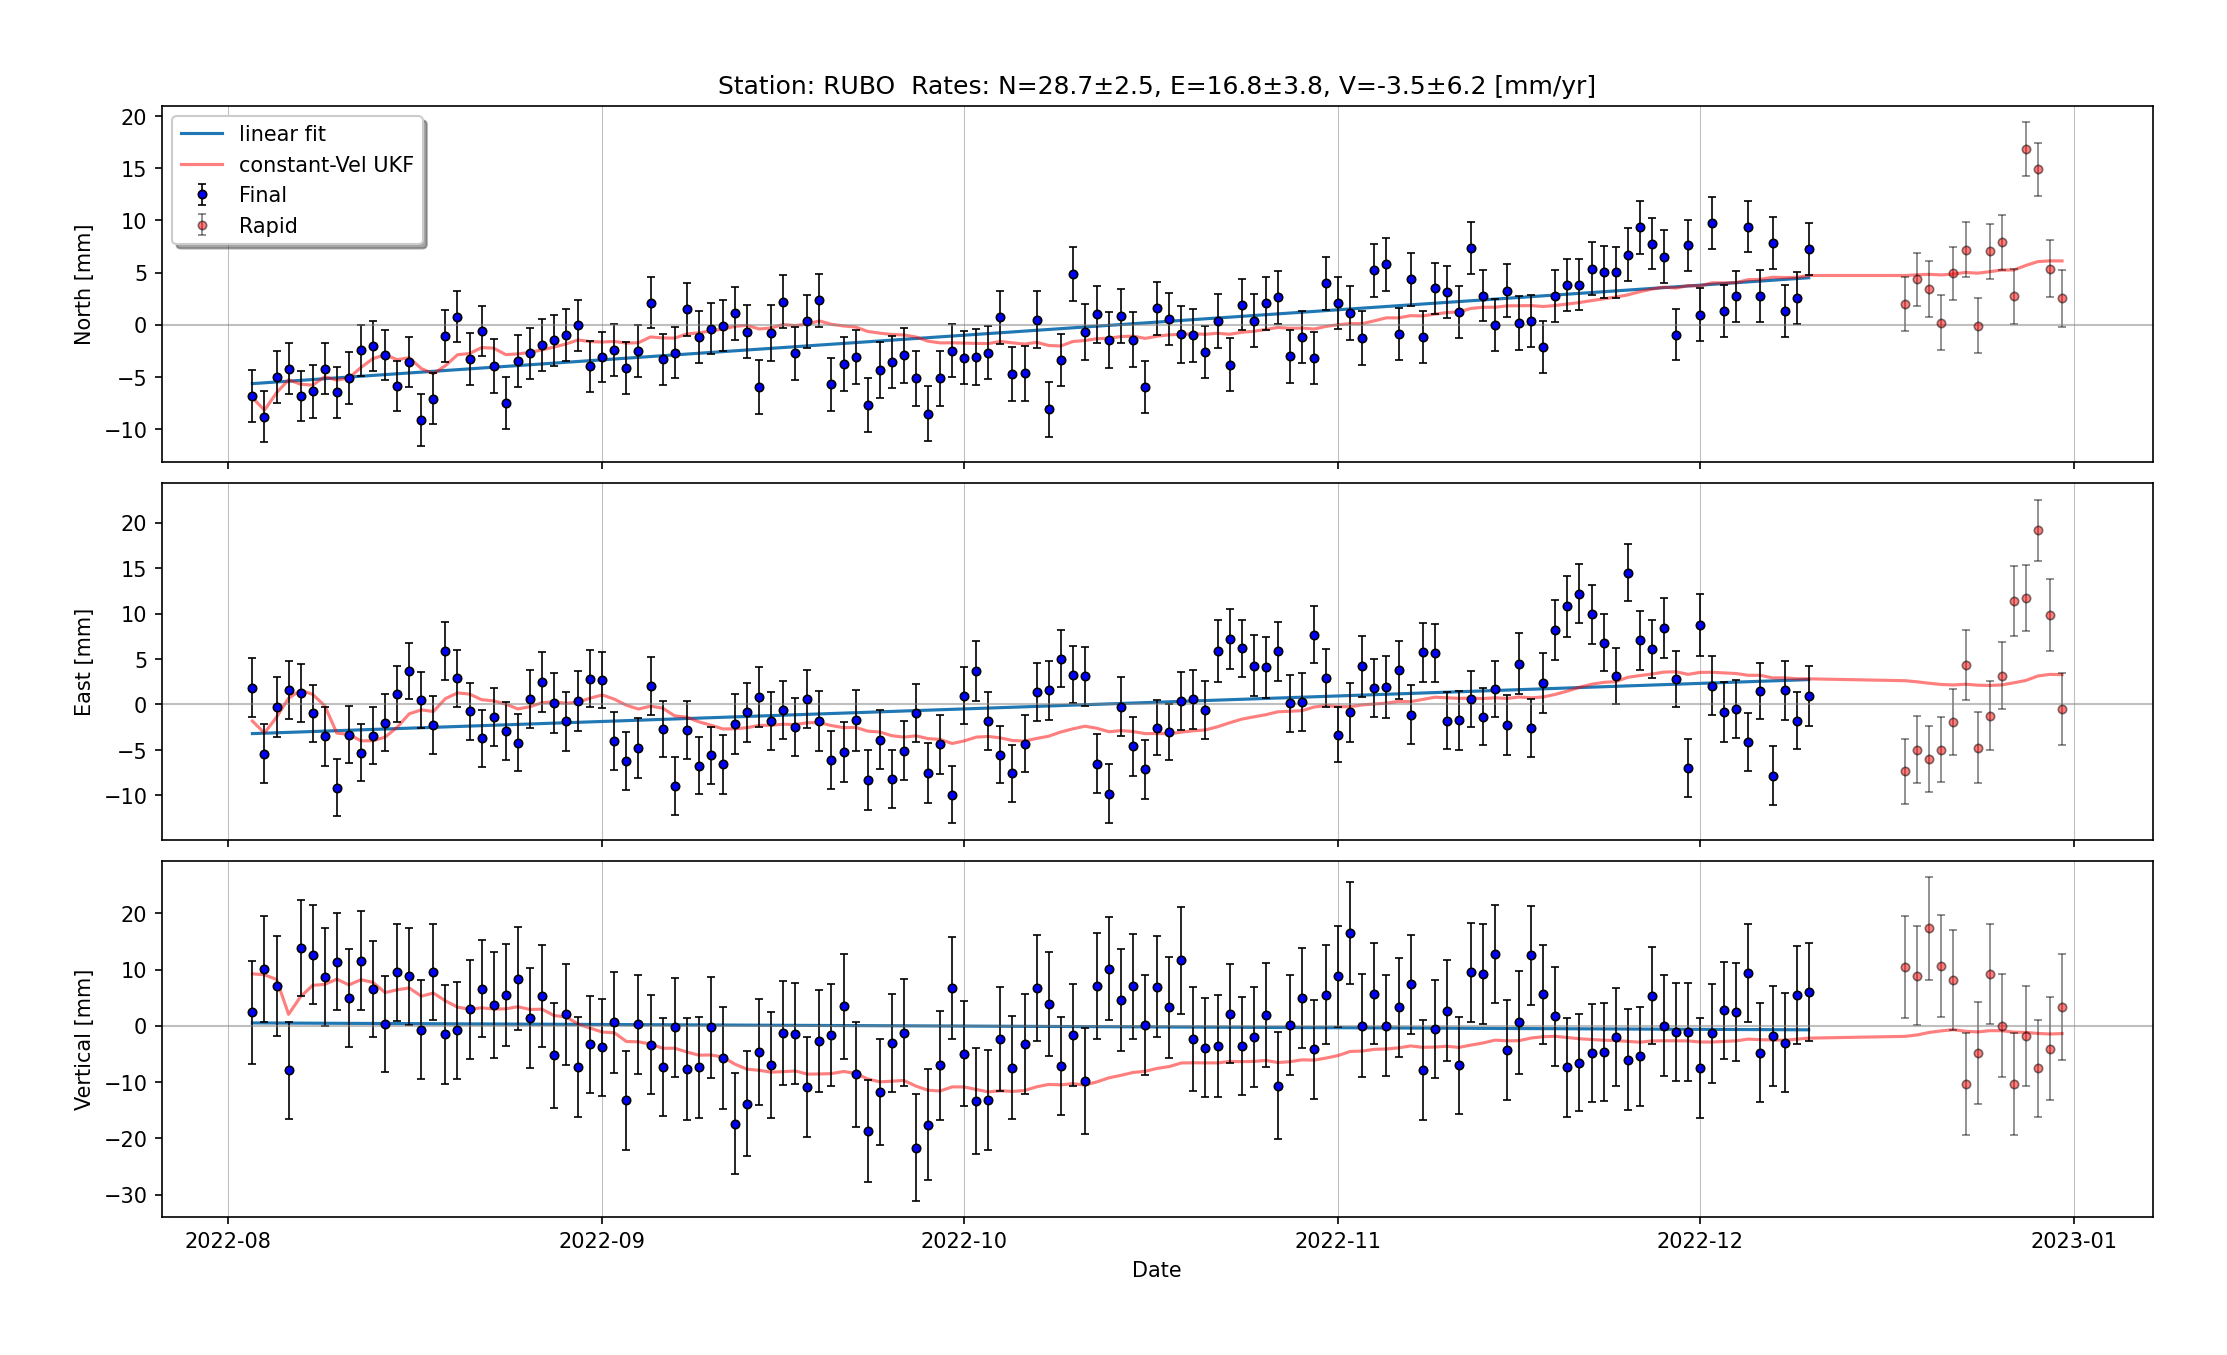 Station: RUBO  Rates: N=28.7±2.5, E=16.8±3.8, V=-3.5±6.2 [mm/yr]
linear fit
constant-Vel UKF
Final
Rapid
North [mm]
20
15
10
5
0
−5
−10
East [mm]
20
15
10
5
0
−5
−10
Vertical [mm]
20
10
0
−10
−20
−30
2022-08 2022-09 2022-10 2022-11 2022-12 2023-01
Date